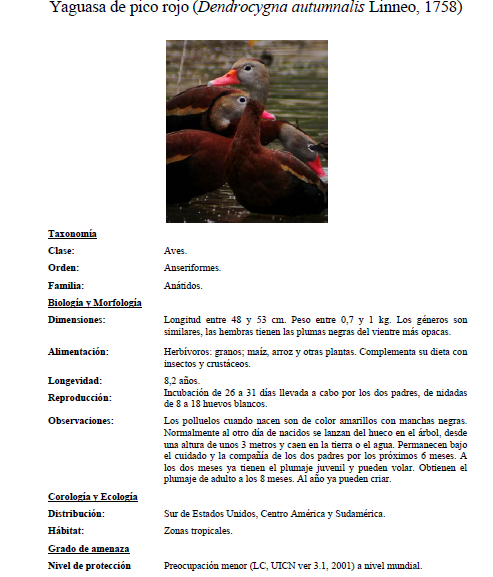 Yaguasa de pico rojo (Dendrocygna autumnalis Linneo, 1758)
Taxonomía
Clase: Aves.
Orden: Anseriformes.
Familia: Anátidos.
Biología y Morfología
Dimensiones: Longitud entre 48 y 53 cm. Peso entre 0,7 y 1 kg. Los géneros son
similares, las hembras tienen las plumas negras del vientre más opacas.
Alimentación: Herbívoros: granos; maíz, arroz y otras plantas. Complementa su dieta con
insectos y crustáceos.
Longevidad: 8,2 años.
Reproducción: Incubación de 26 a 31 días llevada a cabo por los dos padres, de nidadas
de 8 a 18 huevos blancos.
Observaciones: Los polluelos cuando nacen son de color amarillos con manchas negras.
Normalmente al otro día de nacidos se lanzan del hueco en el árbol, desde
una altura de unos 3 metros y caen en la tierra o el agua. Permanecen bajo
el cuidado y la compañía de los dos padres por los próximos 6 meses. A
los dos meses ya tienen el plumaje juvenil y pueden volar. Obtienen el
plumaje de adulto a los 8 meses. Al año ya pueden criar.
Corología y Ecología
Distribución: Sur de Estados Unidos, Centro América y Sudamérica.
Hábitat: Zonas tropicales.
Grado de amenaza
Nivel de protección Preocupación menor (LC, UICN ver 3.1, 2001) a nivel mundial.